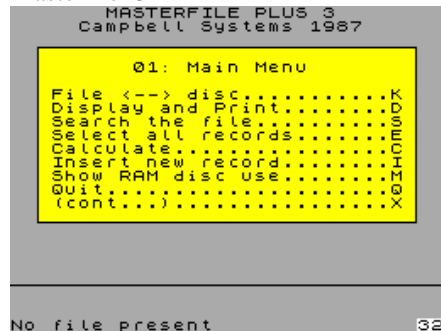 MASTERFILE PLUS 3
Campbell Systems 1987
01: Main Menu
File <--> disc...........K
Display and Print........D
Search the file..........S
Select all records.......E
Calculate................C
Insert new record........I
Show RAM disc use........M
Quit.....................Q
(cont...)................X
No file present 32